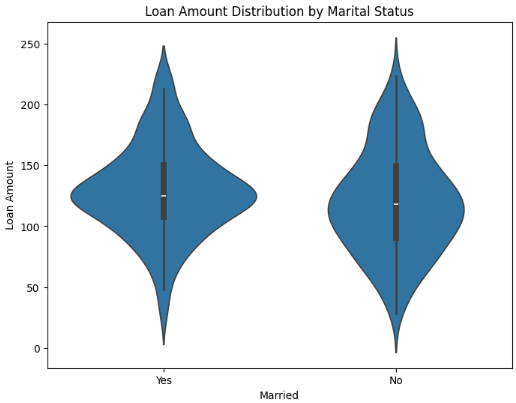 Loan Amount Distribution by Marital Status
250
200
150
100
50
0
Loan Amount
Yes
No
Married